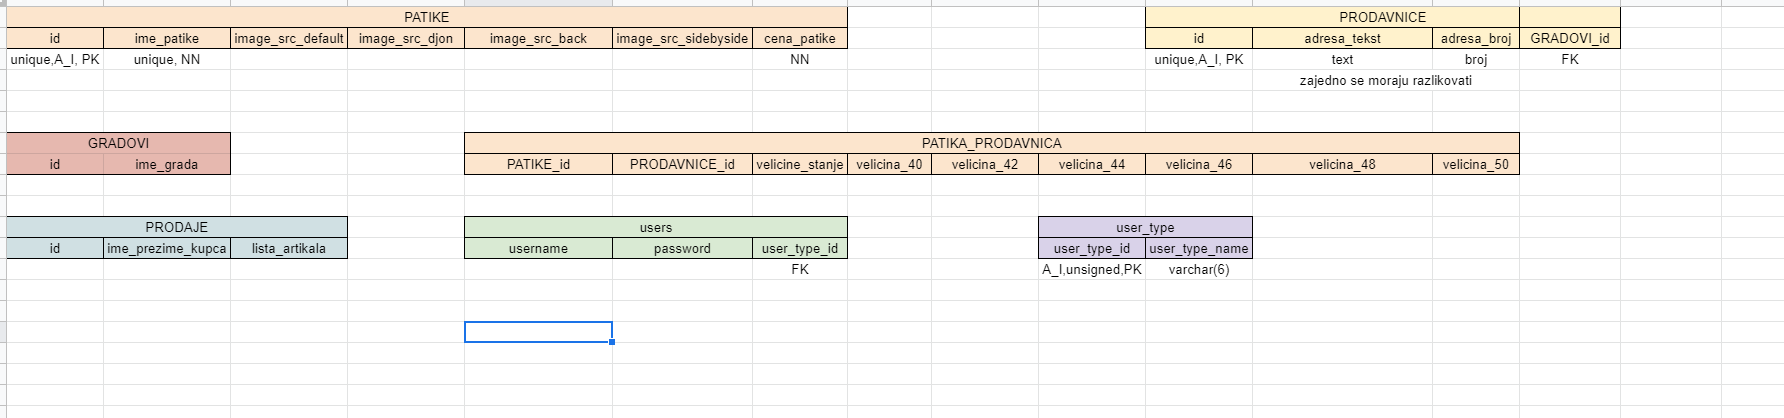 PATIKE PRODAVNICE
id ime_patike image_src_default image_src_djon image_src_back image_src_sidebyside cena_patike id adresa_tekst adresa_broj GRADOVI_id
unique,A_I, PK unique, NN NN unique,A_I, PK text broj FK
zajedno se moraju razlikovati
GRADOVI PATIKA_PRODAVNICA
id ime_grada PATIKE_id PRODAVNICE_id velicine_stanje velicina_40 velicina_42 velicina_44 velicina_46 velicina_48 velicina_50
PRODAJE users user_type
id ime_prezime_kupca lista_artikala username password user_type_id user_type_id user_type_name
FK A_I,unsigned,PK varchar(6)